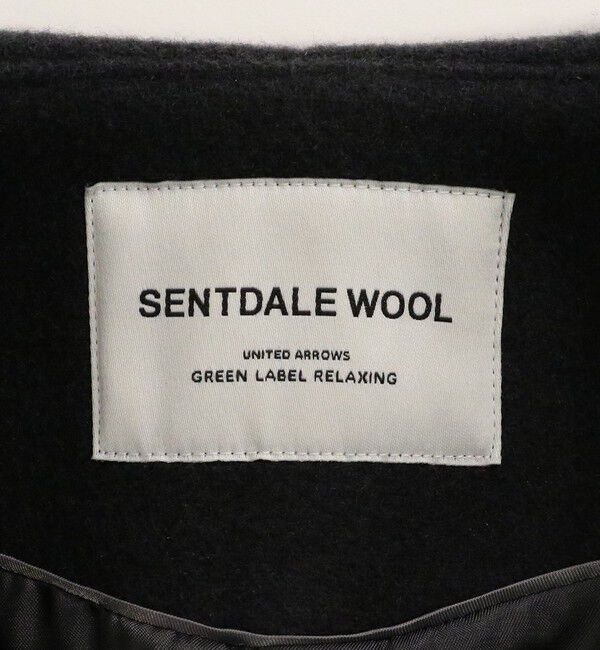 SENTDALE WOOL
UNITED ARROWS
GREEN LABEL RELAXING